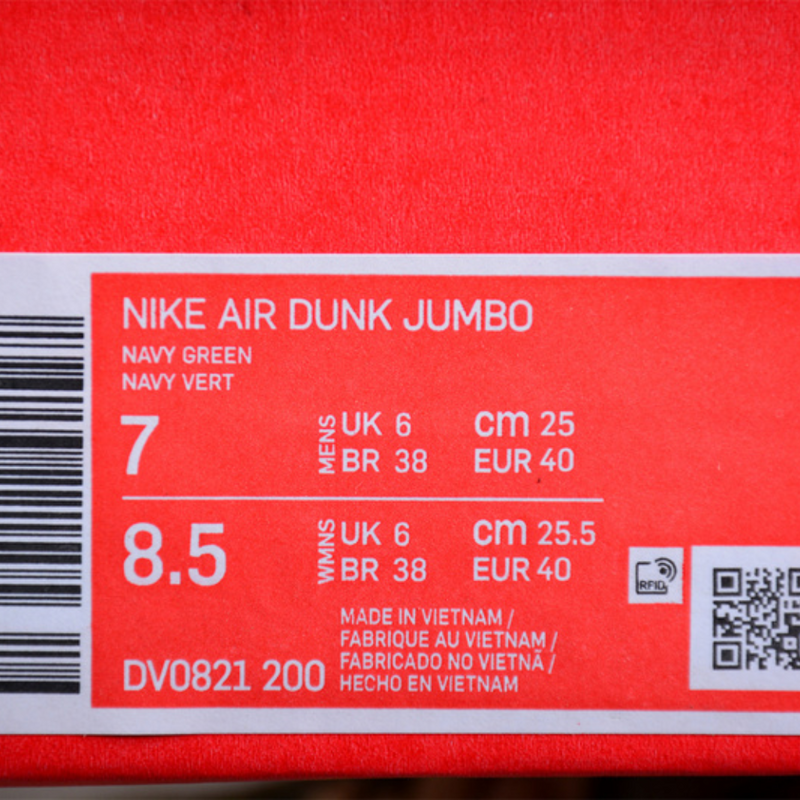 NIKE AIR DUNK JUMBO
NAVY GREEN
NAVY VERT
7 MENS UK 6 cm 25
BR 38 EUR 40
8.5 WMNS UK 6 cm 25.5
BR 38 EUR 40
RFID
MADE IN VIETNAM /
FABRIQUE AU VIETNAM /
FABRICADO NO VIETNÃ /
HECHO EN VIETNAM
DV0821 200